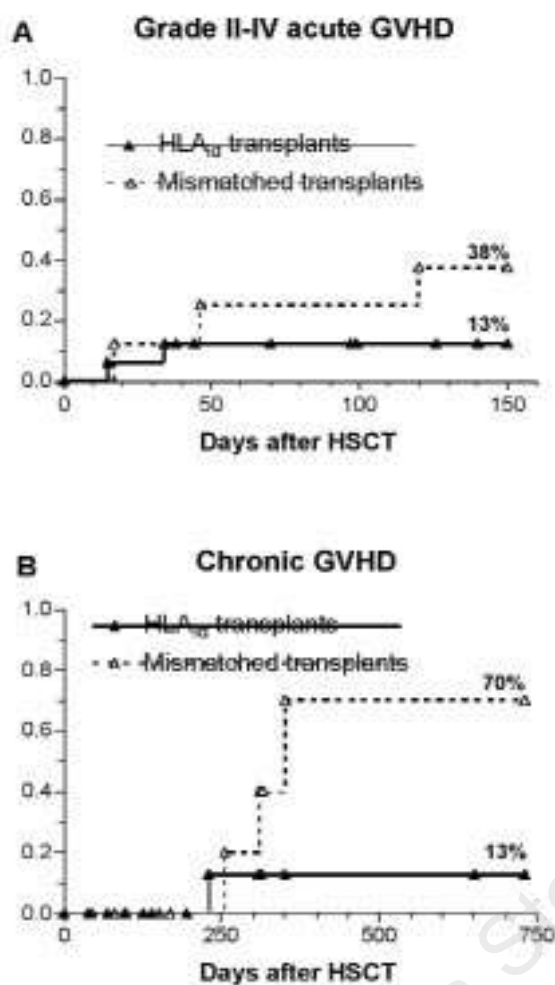 A
Grade II-IV acute GVHD
1.0
HLAid transplants
0.8
Mismatched transplants
0.6
0.4
38%
0.2
13%
0.0
0 50 100 150
Days after HSCT
B
Chronic GVHD
1.0
HLAid transplants
0.8
Mismatched transplants
70%
0.6
0.4
0.2
13%
0.0
0 250 500 750
Days after HSCT